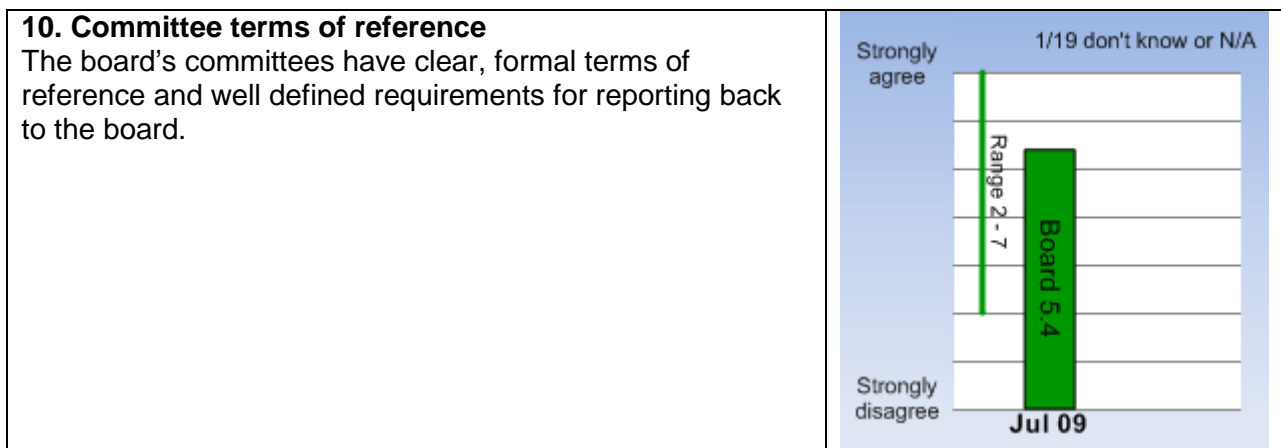 10. Committee terms of reference
The board's committees have clear, formal terms of
reference and well defined requirements for reporting back
to the board.
1/19 don't know or N/A
Strongly
agree
Range 2 - 7
Board 5.4
Strongly
disagree
Jul 09